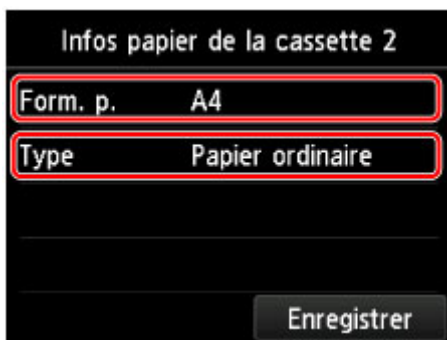 Infos papier de la cassette 2
Form. p. A4
Type Papier ordinaire
Enregistrer